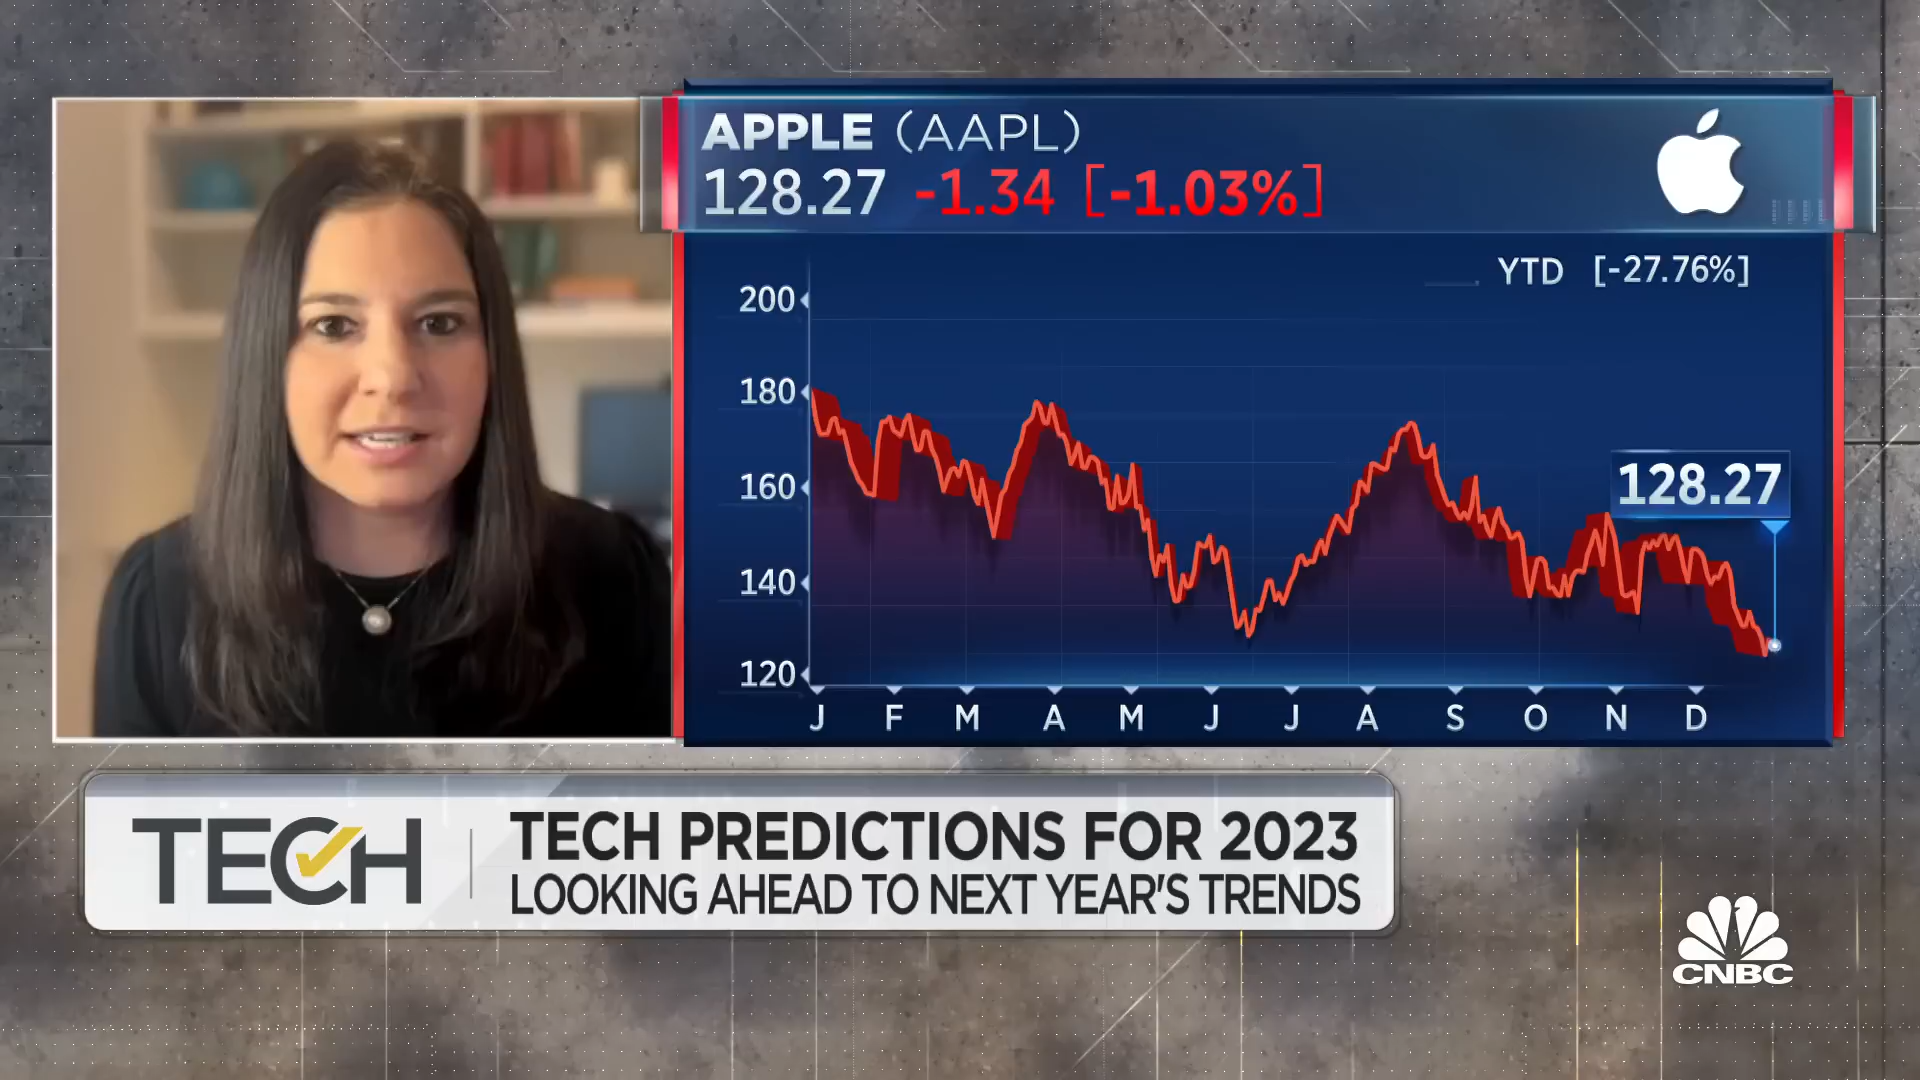 APPLE (AAPL)
128.27 -1.34 [-1.03%]
YTD [-27.76%]
200
180
160
140
120
128.27
J F M A M J J A S O N D
TECH
TECH PREDICTIONS FOR 2023
LOOKING AHEAD TO NEXT YEAR'S TRENDS
CNBC